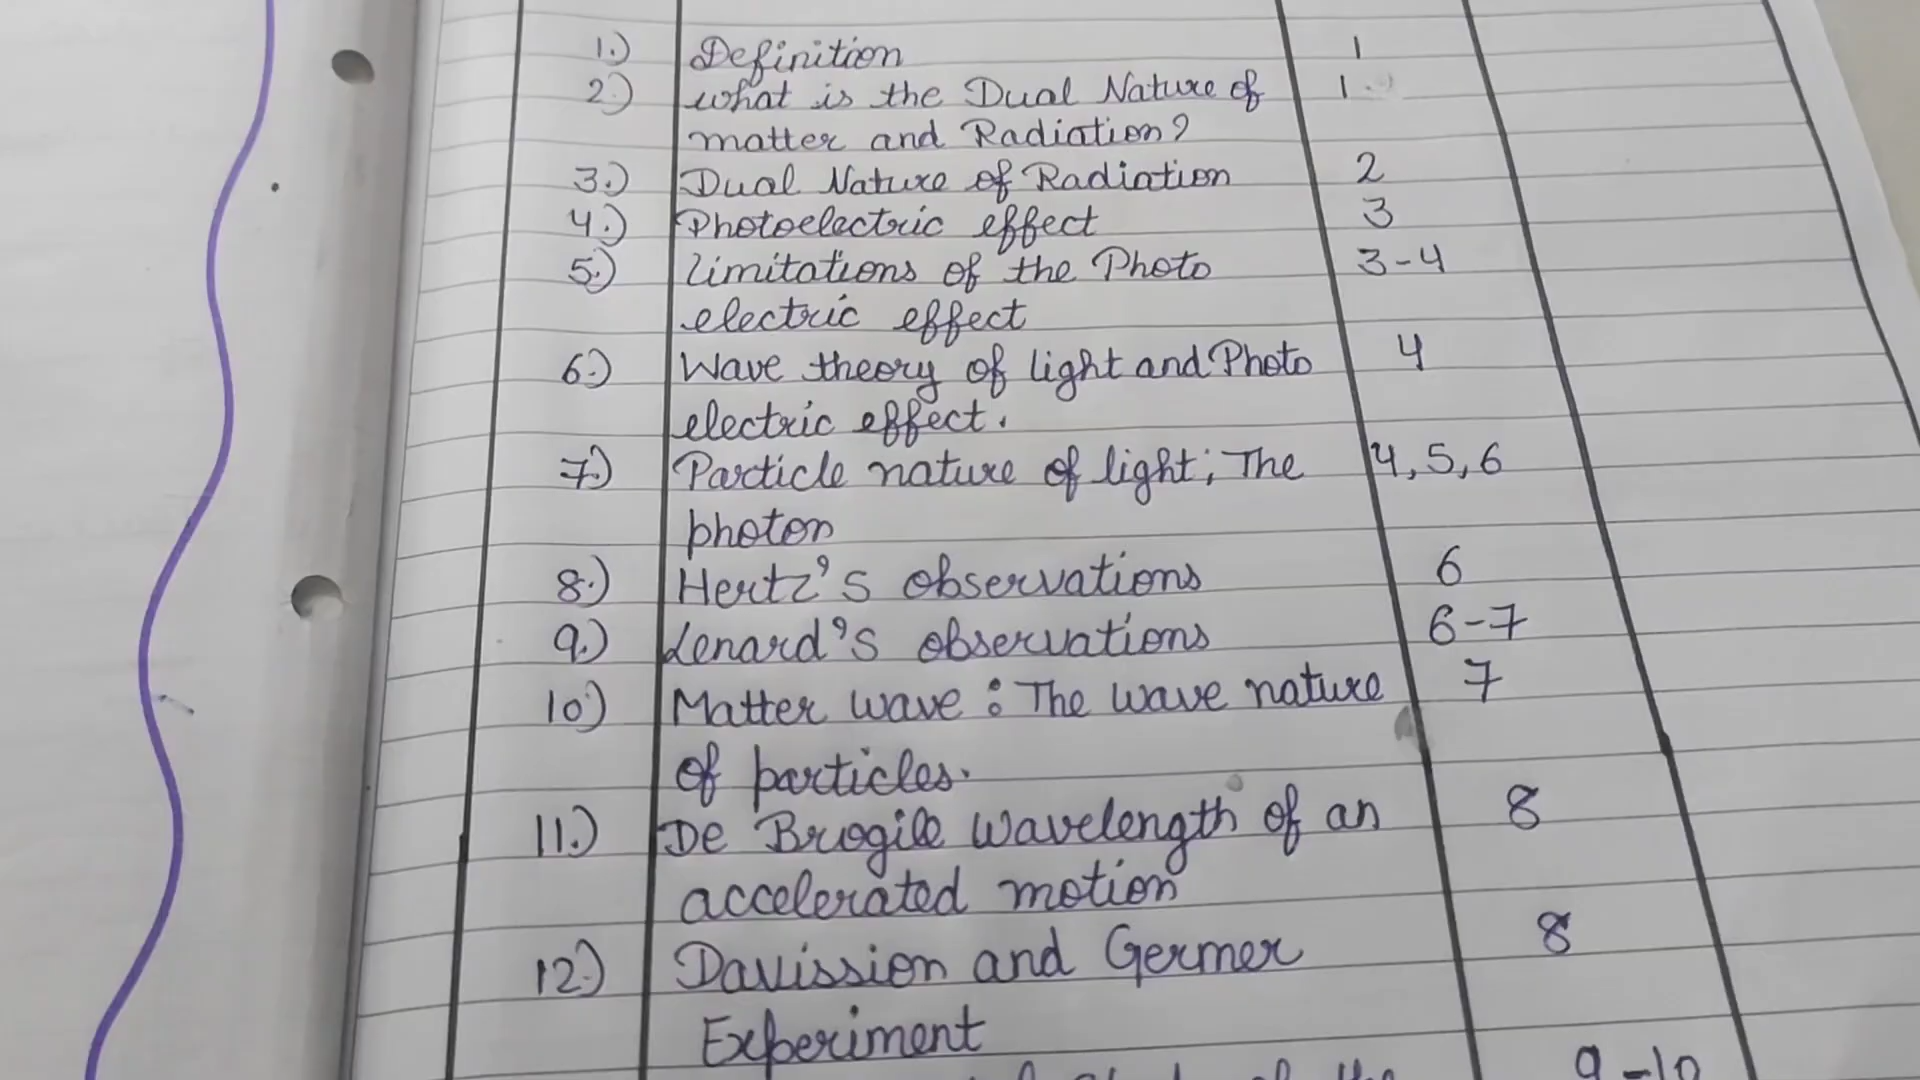 1.) Definition 1
2.) what is the Dual Nature of 1
matter and Radiation?
3.) Dual Nature of Radiation 2
4.) Photoelectric effect 3
5.) Limitations of the Photo 3-4
electric effect
6.) Wave theory of light and Photo 4
electric effect.
7.) Particle nature of light; The 4,5,6
photon
8.) Hertz's observations 6
9.) Lenard's observations 6-7
10.) Matter wave: The wave nature 7
of particles.
11.) De Brogile Wavelength of an 8
accelerated motion
12.) Davission and Germer 8
Experiment
of the 9-10